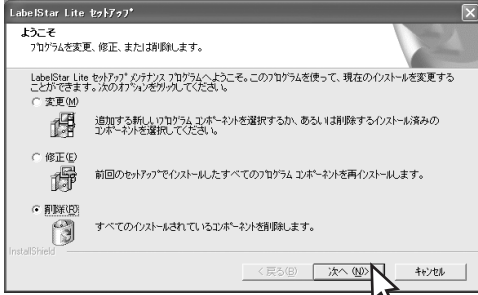 LabelStar Lite ｾｯﾄｱｯﾌﾟ
ようこそ
ﾌﾟﾛｸﾞﾗﾑを変更、修正、または削除します。
LabelStar Lite ｾｯﾄｱｯﾌﾟ ﾒﾝﾃﾅﾝｽ ﾌﾟﾛｸﾞﾗﾑへようこそ。このﾌﾟﾛｸﾞﾗﾑを使って、現在のｲﾝｽﾄｰﾙを変更する
ことができます。次のｵﾌﾟｼｮﾝをｸﾘｯｸしてください。
変更(M)
追加する新しいﾌﾟﾛｸﾞﾗﾑ ｺﾝﾎﾟｰﾈﾝﾄを選択するか、あるいは削除するｲﾝｽﾄｰﾙ済みの
ｺﾝﾎﾟｰﾈﾝﾄを選択してください。
修正(E)
前回のｾｯﾄｱｯﾌﾟでｲﾝｽﾄｰﾙしたすべてのﾌﾟﾛｸﾞﾗﾑ ｺﾝﾎﾟｰﾈﾝﾄを再ｲﾝｽﾄｰﾙします。
削除(R)
すべてのｲﾝｽﾄｰﾙされているｺﾝﾎﾟｰﾈﾝﾄを削除します。
InstallShield
< 戻る(B) 次へ (N)> ｷｬﾝｾﾙ